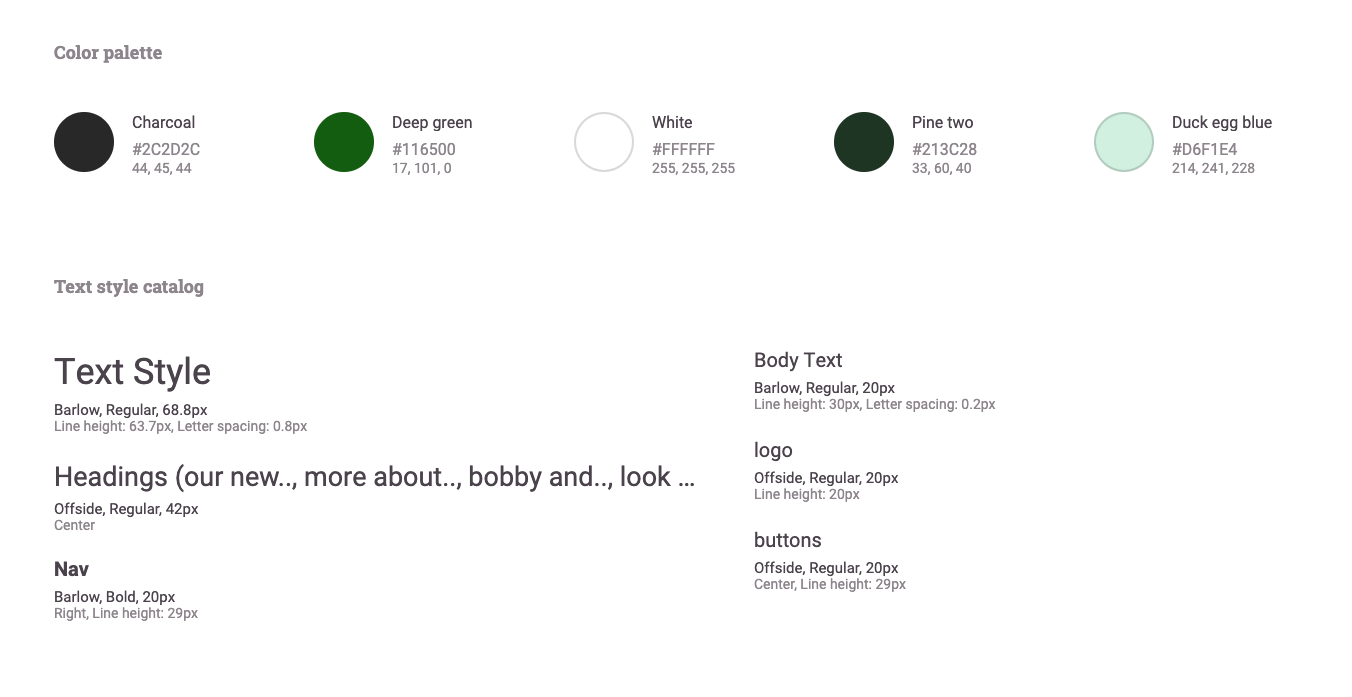 Color palette
Charcoal
#2C2D2C
44, 45, 44
Deep green
#116500
17, 101, 0
White
#FFFFFF
255, 255, 255
Pine two
#213C28
33, 60, 40
Duck egg blue
#D6F1E4
214, 241, 228
Text style catalog
Text Style
Barlow, Regular, 68.8px
Line height: 63.7px, Letter spacing: 0.8px
Headings (our new.., more about.., bobby and.., look ...
Offside, Regular, 42px
Center
Nav
Barlow, Bold, 20px
Right, Line height: 29px
Body Text
Barlow, Regular, 20px
Line height: 30px, Letter spacing: 0.2px
logo
Offside, Regular, 20px
Line height: 20px
buttons
Offside, Regular, 20px
Center, Line height: 29px